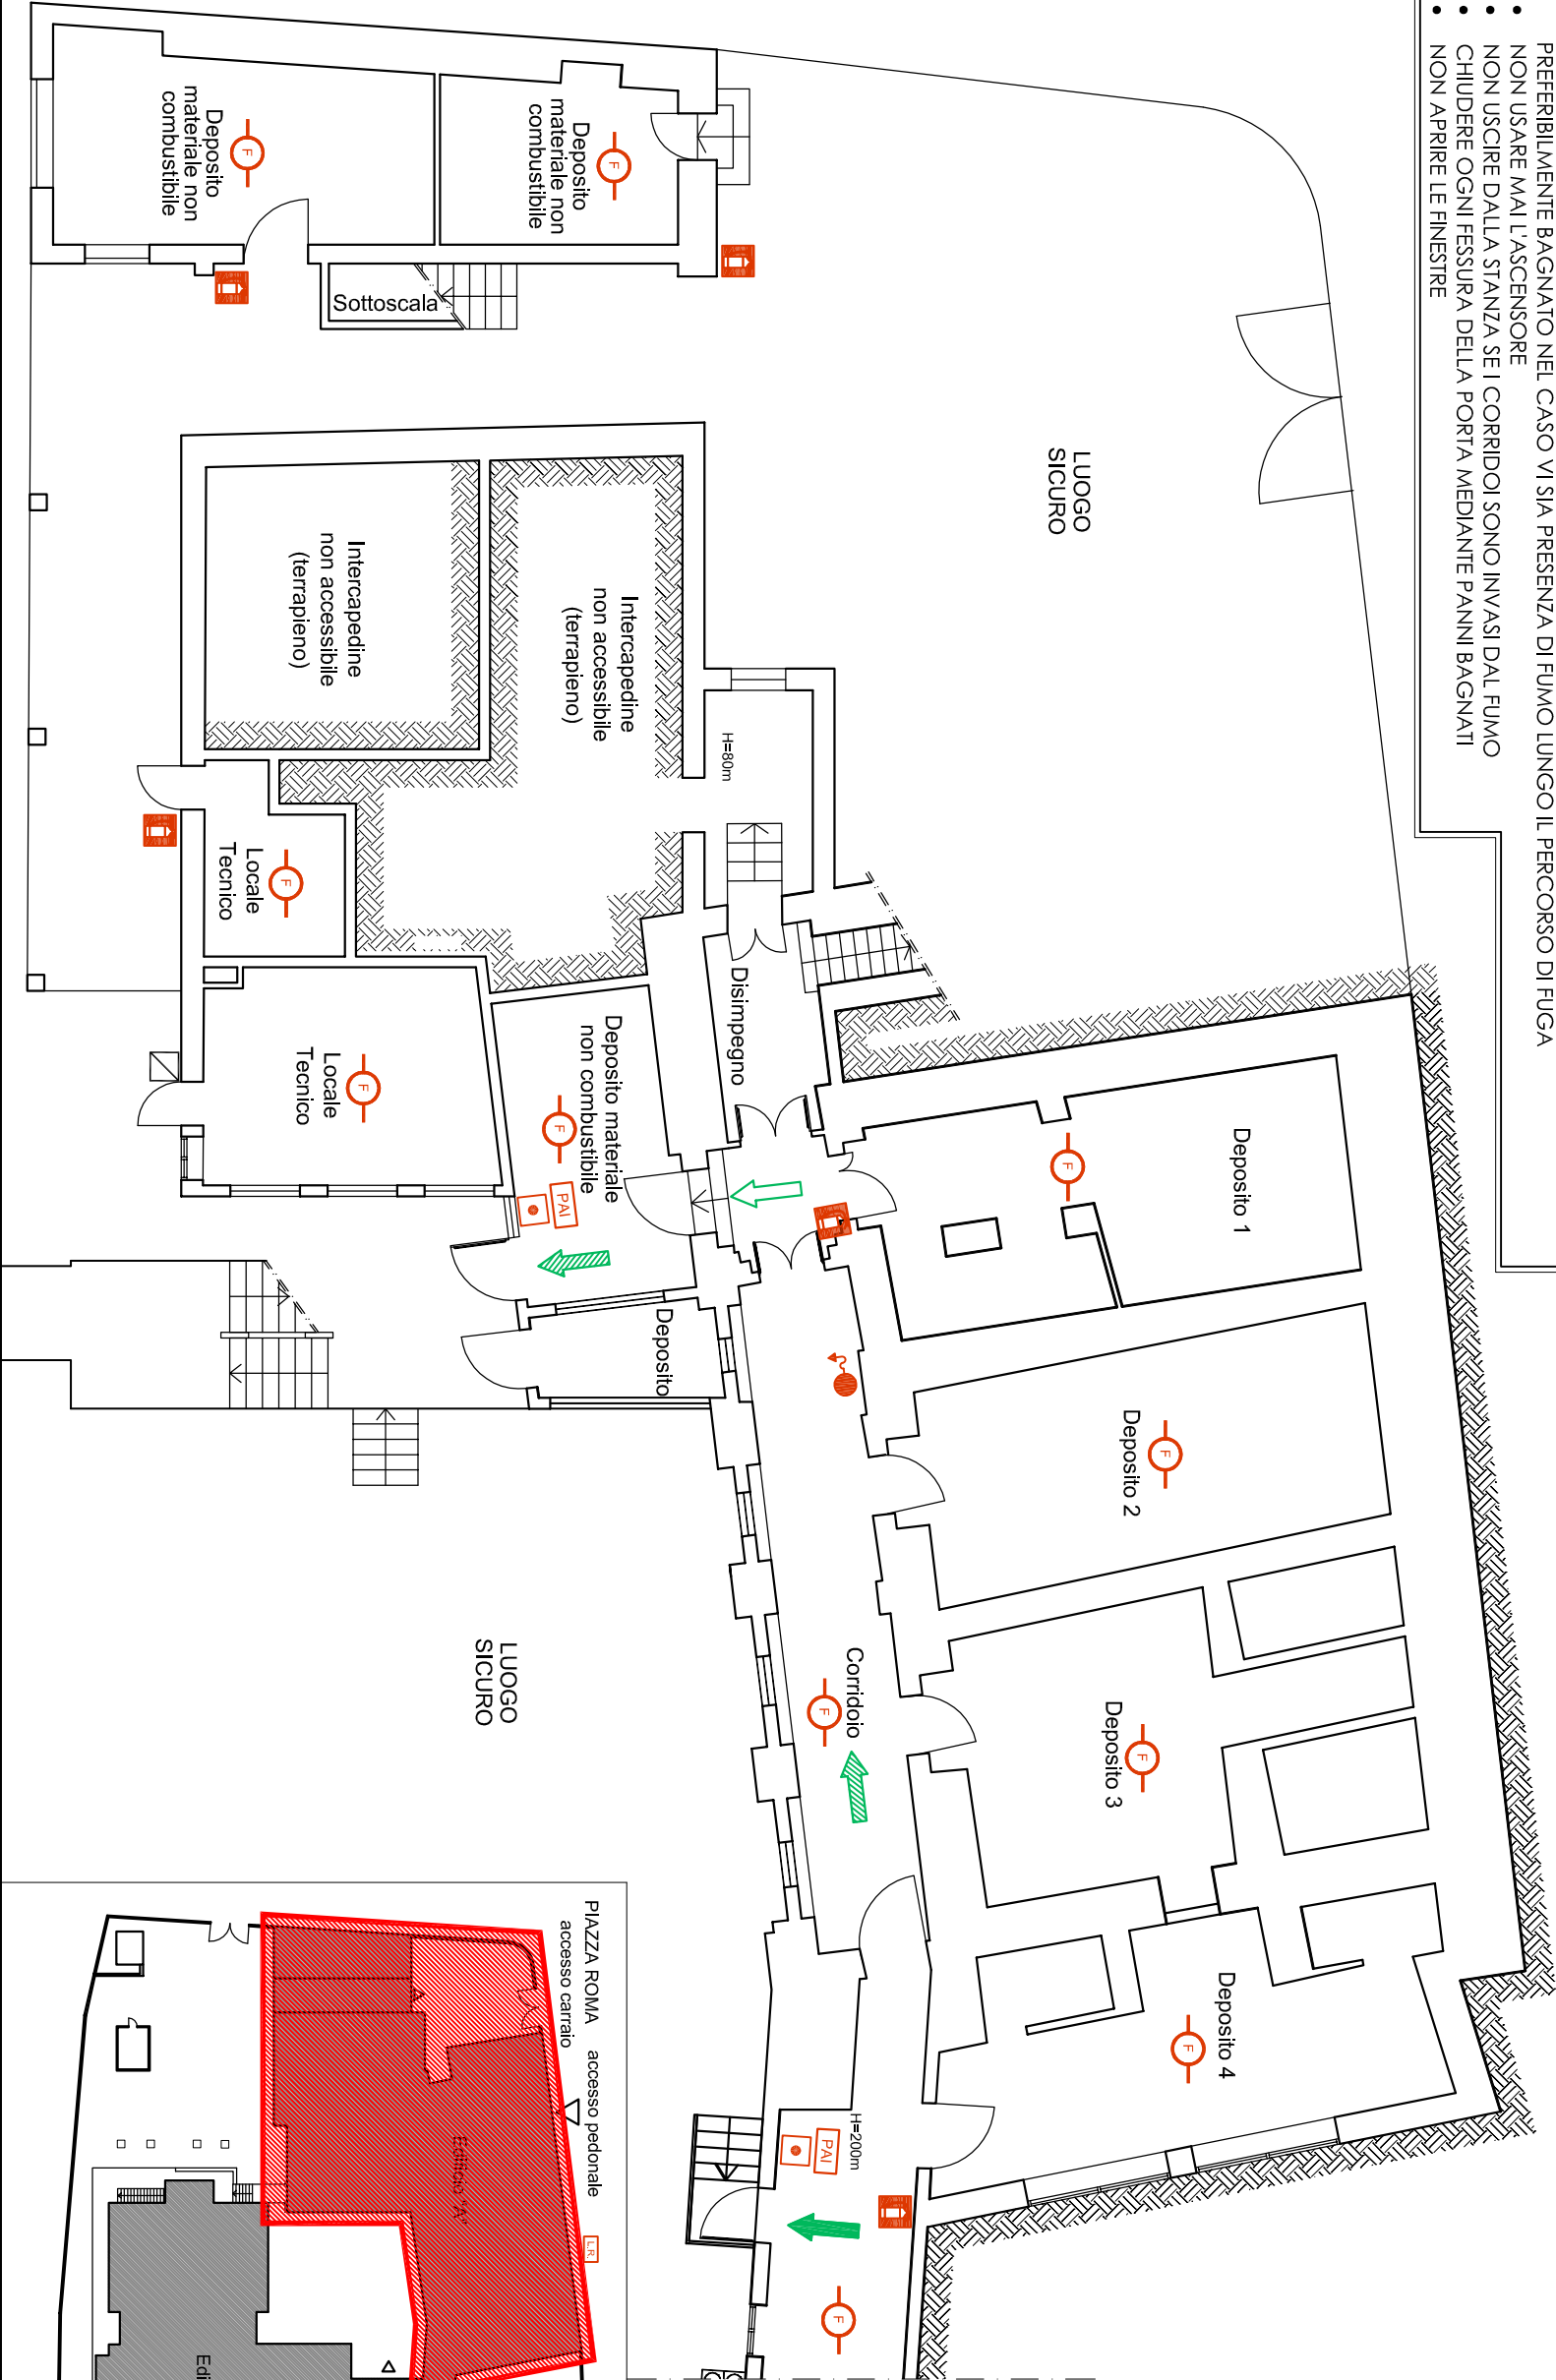 PREFERIBILMENTE BAGNATO NEL CASO VI SIA PRESENZA DI FUMO LUNGO IL PERCORSO DI FUGA
• NON USARE MAI L'ASCENSORE
• NON USCIRE DALLA STANZA SE I CORRIDOI SONO INVASI DAL FUMO
• CHIUDERE OGNI FESSURA DELLA PORTA MEDIANTE PANNI BAGNATI
• NON APRIRE LE FINESTRE
Deposito
materiale non
combustibile
F
Deposito
materiale non
combustibile
F
Sottoscala
LUOGO
SICURO
Intercapedine
non accessibile
(terrapieno)
Intercapedine
non accessibile
(terrapieno)
H=80m
Locale
Tecnico
F
Locale
Tecnico
F
Disimpegno
Deposito materiale
non combustibile
F
PAI
Deposito
Deposito 1
F
Deposito 2
F
Deposito 3
F
Deposito 4
F
Corridoio
F
LUOGO
SICURO
H=200m
PAI
F
PIAZZA ROMA
accesso carraio
accesso pedonale
Edificio "A"
L.R.
Edi